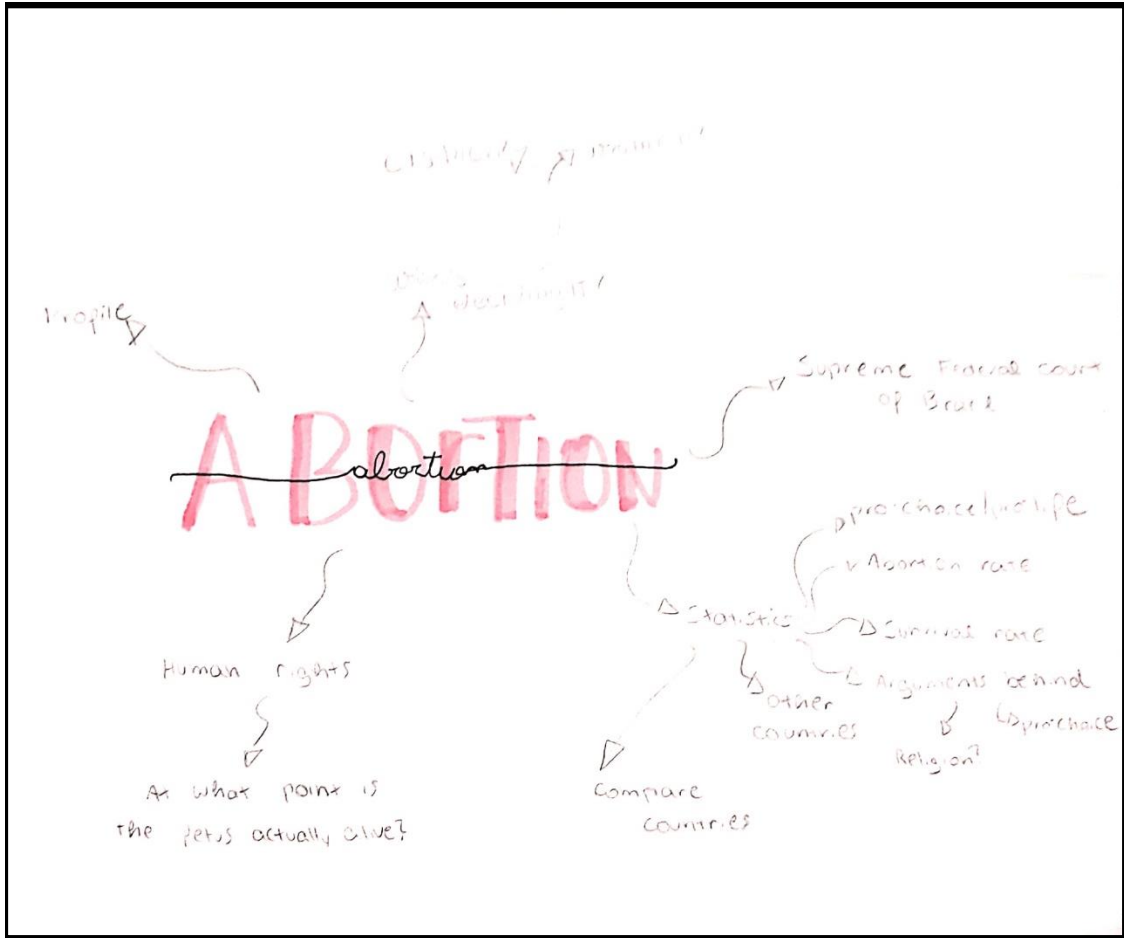 Profile
Supreme Federal court
of Brazil
ABORTION
abortion
pro-choice/pro life
Abortion rate
Statistics
Survival rate
Human rights
Arguments behind
other
countries
pro-choice
Religion?
Compare
countries
At what point is
the fetus actually alive?